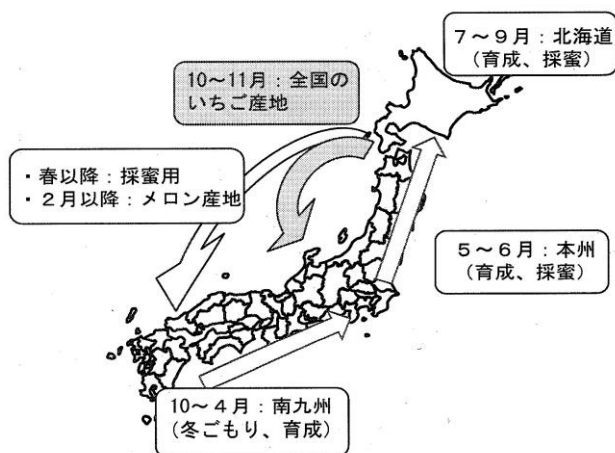 7～9月：北海道
（育成、採蜜）
10～11月：全国の
いちご産地
・春以降：採蜜用
・2月以降：メロン産地
5～6月：本州
（育成、採蜜）
10～4月：南九州
（冬ごもり、育成）